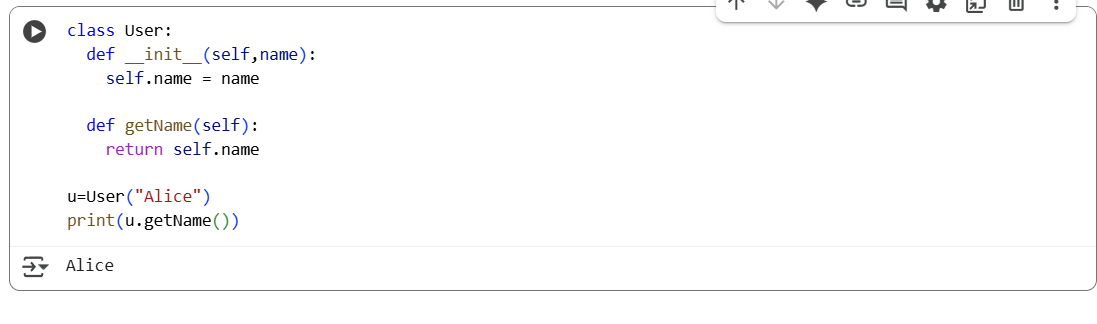 class User:
  def __init__(self,name):
    self.name = name

  def getName(self):
    return self.name

u=User("Alice")
print(u.getName())
Alice